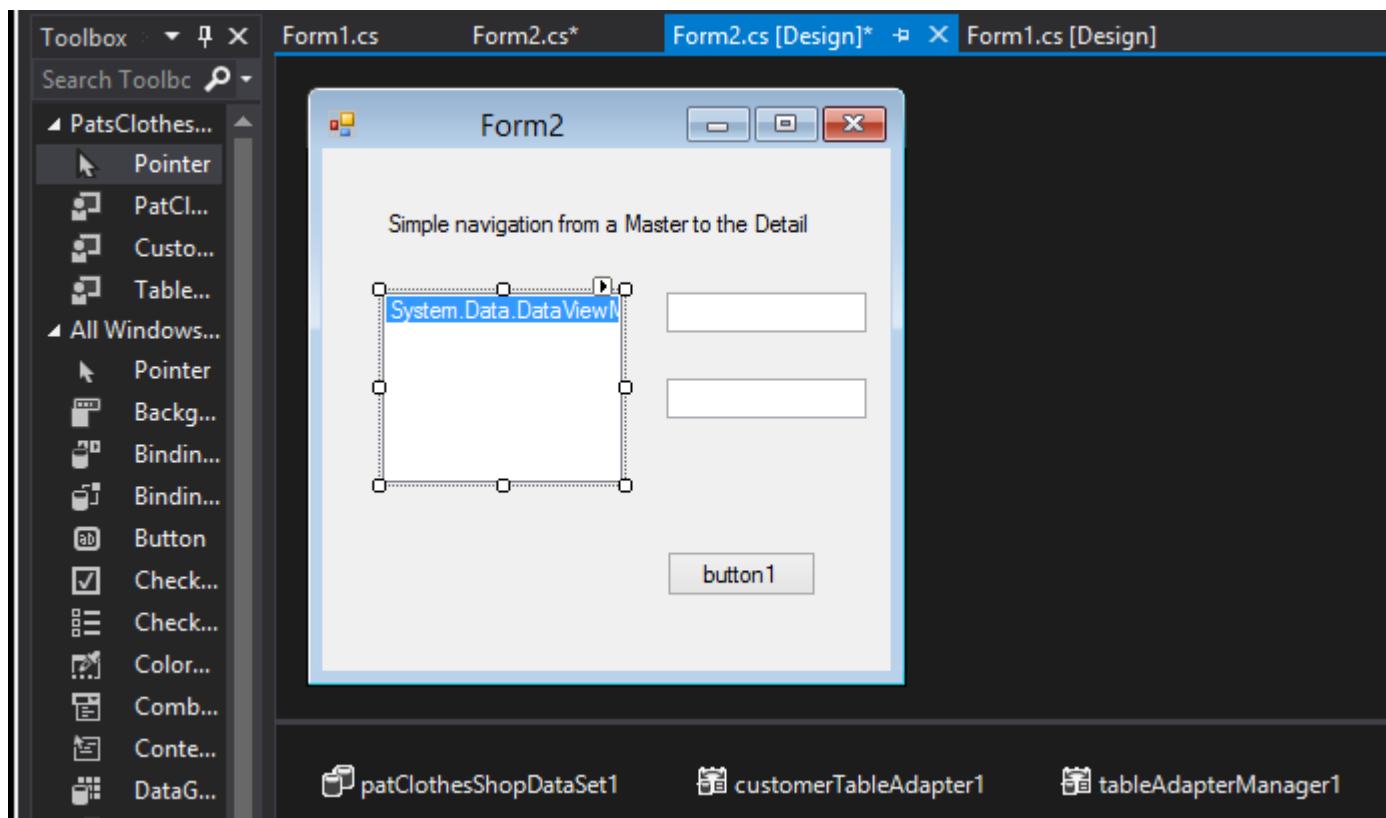 Toolbox
Form1.cs
Form2.cs*
Form2.cs [Design]*
Form1.cs [Design]
Search Toolbc
PatsClothes...
Pointer
PatCl...
Custo...
Table...
All Windows...
Pointer
Backg...
Bindin...
Bindin...
Button
Check...
Check...
Color...
Comb...
Conte...
DataG...
Form2
Simple navigation from a Master to the Detail
System.Data.DataViewM
button1
patClothesShopDataSet1
customerTableAdapter1
tableAdapterManager1